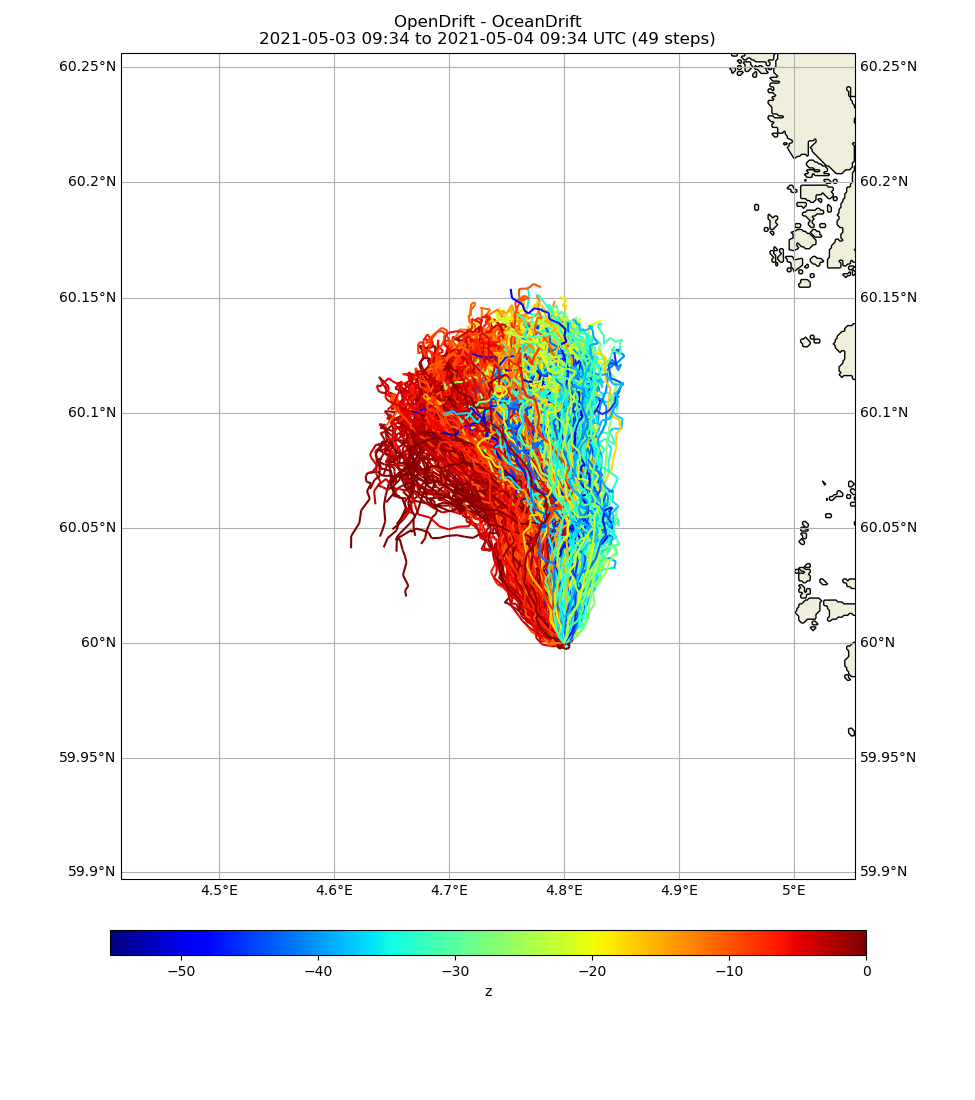 OpenDrift - OceanDrift
2021-05-03 09:34 to 2021-05-04 09:34 UTC (49 steps)
60.25°N 60.25°N
60.2°N 60.2°N
60.15°N 60.15°N
60.1°N 60.1°N
60.05°N 60.05°N
60°N 60°N
59.95°N 59.95°N
59.9°N 59.9°N
4.5°E 4.6°E 4.7°E 4.8°E 4.9°E 5°E
−50 −40 −30 −20 −10 0
z